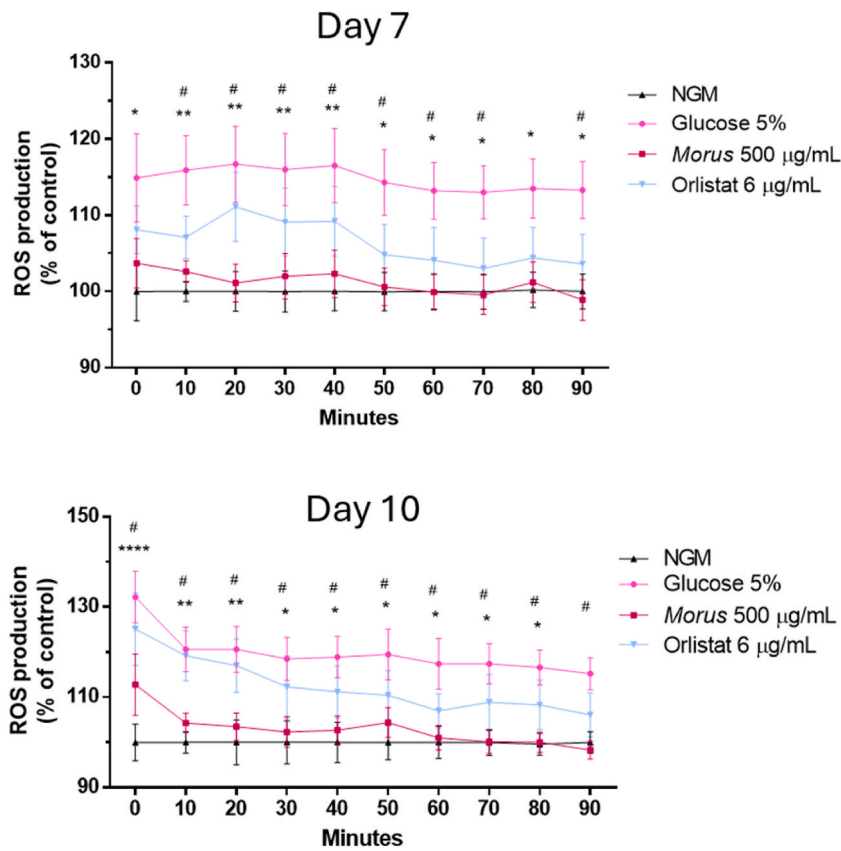 Day 7
130
120
110
100
90
ROS production
(% of control)
# # # # # # # #
* ** ** ** ** * * * * *
0 10 20 30 40 50 60 70 80 90
Minutes
NGM
Glucose 5%
Morus 500 μg/mL
Orlistat 6 μg/mL
Day 10
150
130
110
90
ROS production
(% of control)
# # # # # # # # # #
**** ** ** * * * * * *
0 10 20 30 40 50 60 70 80 90
Minutes
NGM
Glucose 5%
Morus 500 μg/mL
Orlistat 6 μg/mL